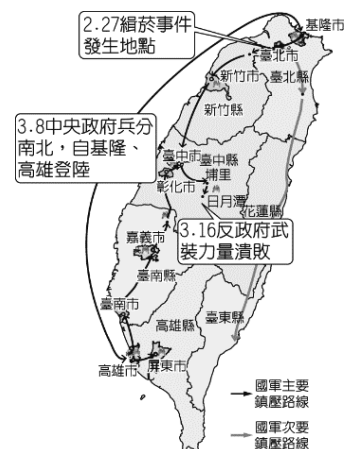 2.27緝菸事件
發生地點
基隆市
臺北市
臺北縣
新竹市
新竹縣
3.8中央政府兵分
南北，自基隆、
高雄登陸
臺中市
臺中縣
埔里
彰化市
日月潭
花蓮縣
3.16反政府武
裝力量潰敗
嘉義市
臺南縣
臺南市
高雄縣
臺東縣
高雄市
屏東市
國軍主要
鎮壓路線
國軍次要
鎮壓路線